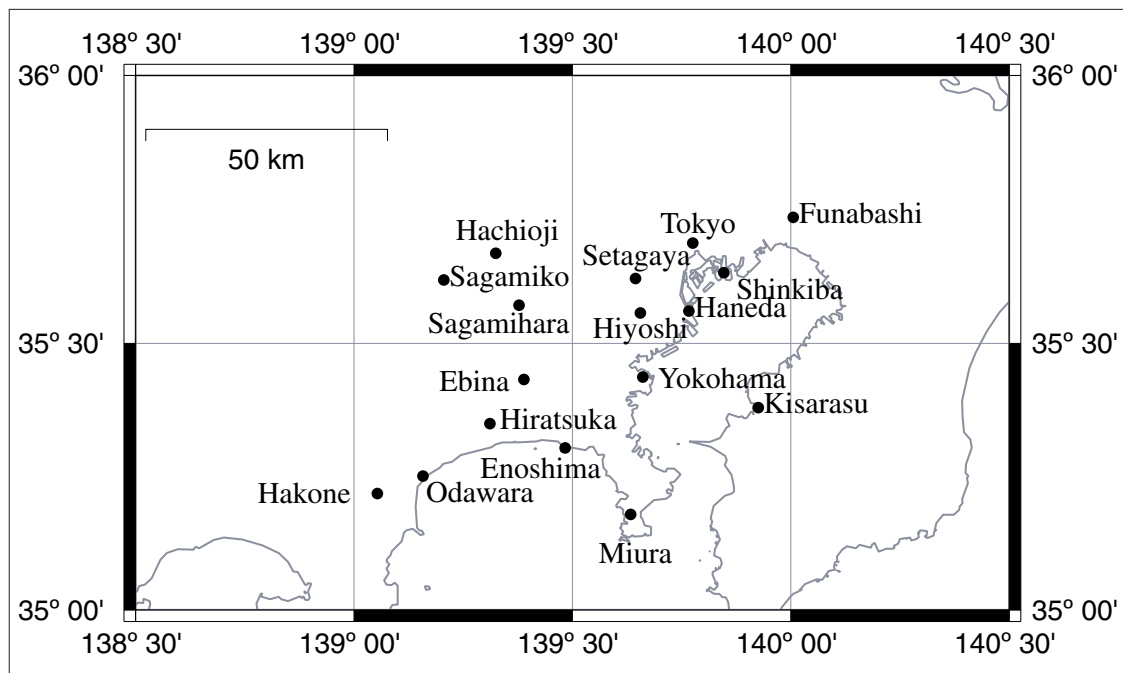 138° 30' 139° 00' 139° 30' 140° 00' 140° 30'
36° 00' 36° 00'
50 km
Funabashi
Tokyo
Hachioji
Setagaya
Sagamiko
Shinkiba
Haneda
Sagamihara
Hiyoshi
35° 30' 35° 30'
Yokohama
Ebina
Kisarasu
Hiratsuka
Enoshima
Hakone
Odawara
Miura
35° 00' 35° 00'
138° 30' 139° 00' 139° 30' 140° 00' 140° 30'